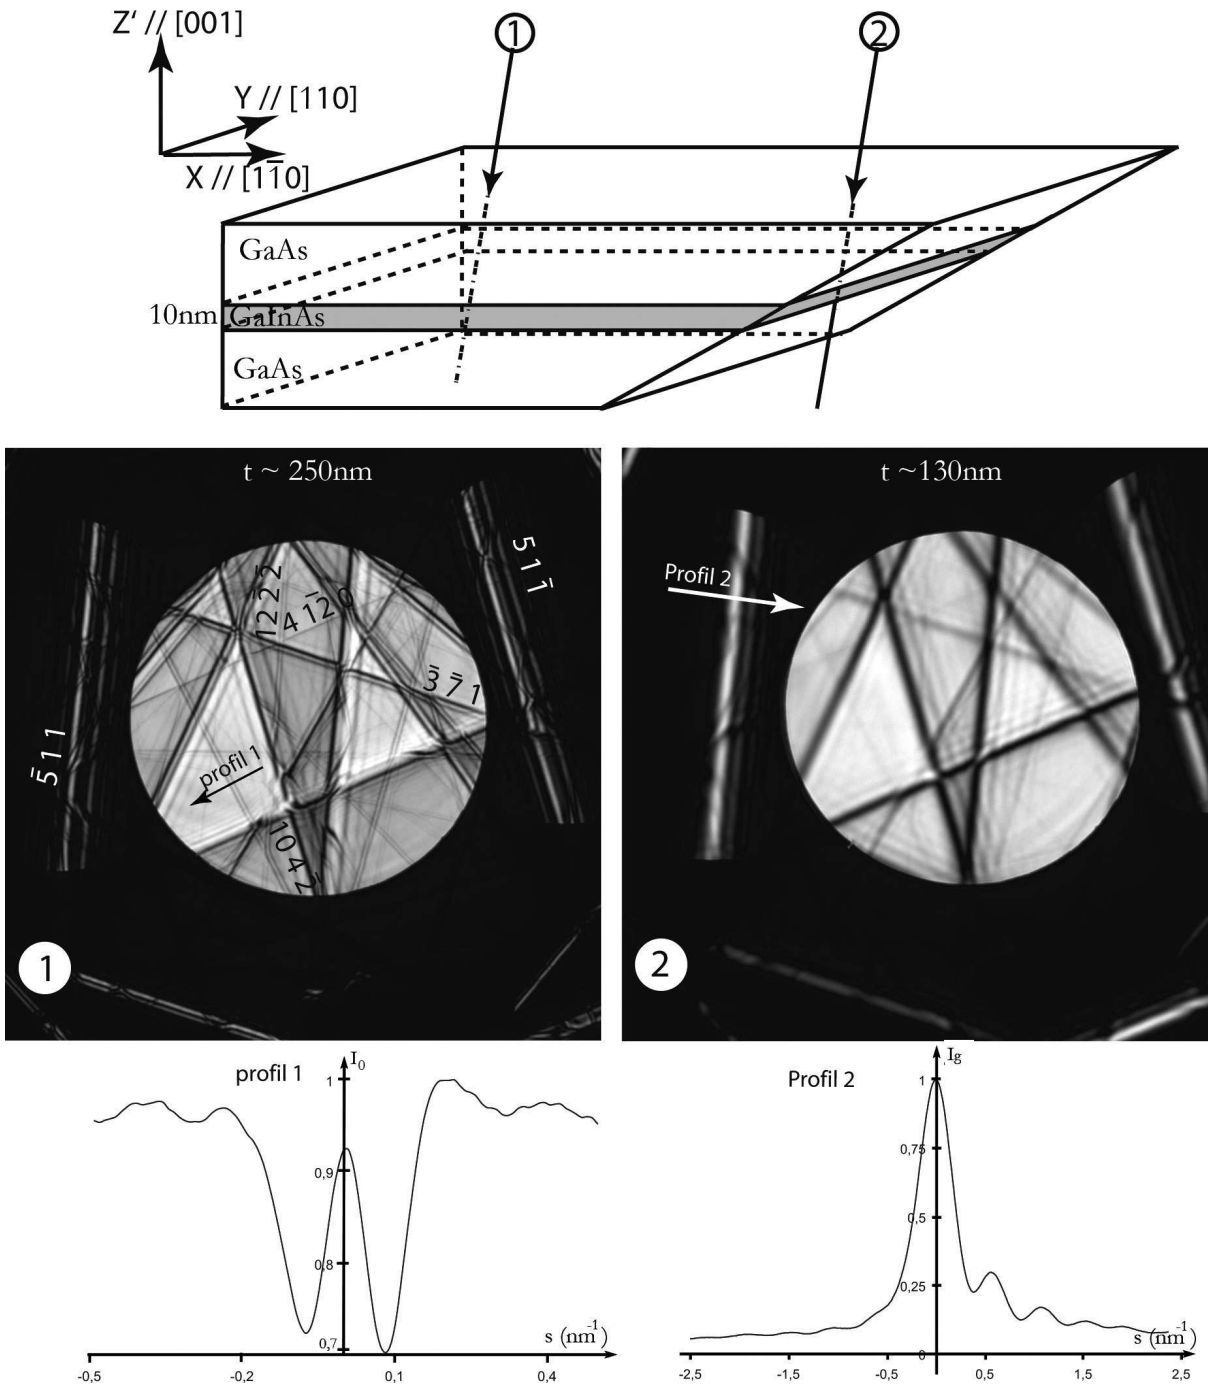 Z' // [001]
1
2
Y // [110]
X // [11̅0]
GaAs
10nm
GaInAs
GaAs
t ~ 250nm
5 1 1̅
12 2 2̅
4 1̅2̅ 0
3̅ 7̅ 1
5̅ 1 1
profil 1
10 4 2̅
1
t ~130nm
Profil 2
2
profil 1
I0
1
0,9
0,8
0,7
s (nm-1)
-0,5
-0,2
0,1
0,4
Profil 2
Ig
1
0,75
0,5
0,25
0
s (nm-1)
-2,5
-1,5
-0,5
0,5
1,5
2,5